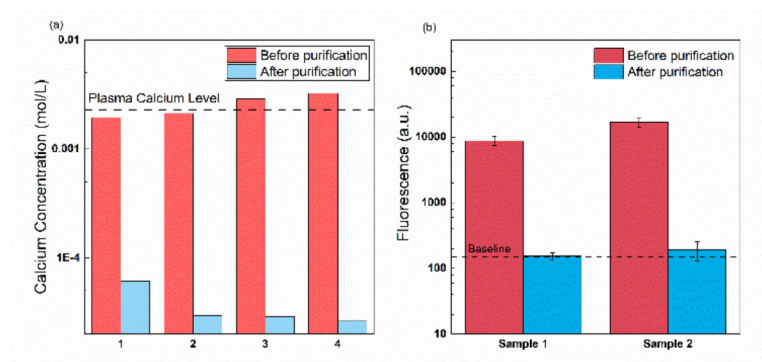 (a)
0.01
Before purification
After purification
Plasma Calcium Level
0.001
1E-4
Calcium Concentration (mol/L)
1 2 3 4
(b)
Before purification
After purification
100000
10000
1000
Baseline
100
10
Fluorescence (a.u.)
Sample 1 Sample 2